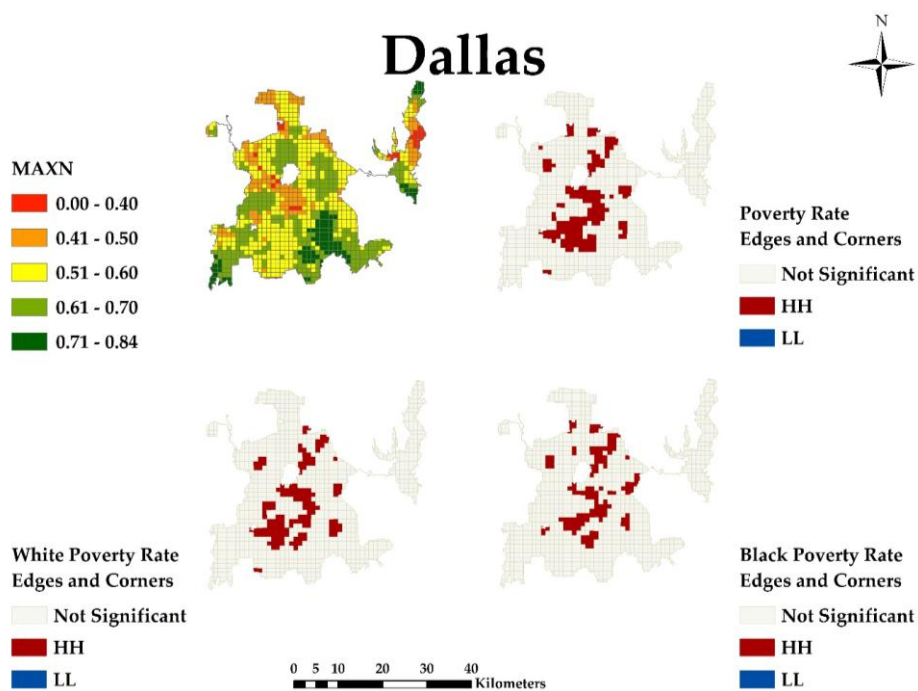 Dallas
N
MAXN
0.00 - 0.40
0.41 - 0.50
0.51 - 0.60
0.61 - 0.70
0.71 - 0.84
Poverty Rate
Edges and Corners
Not Significant
HH
LL
White Poverty Rate
Edges and Corners
Not Significant
HH
LL
Black Poverty Rate
Edges and Corners
Not Significant
HH
LL
0 5 10 20 30 40
Kilometers